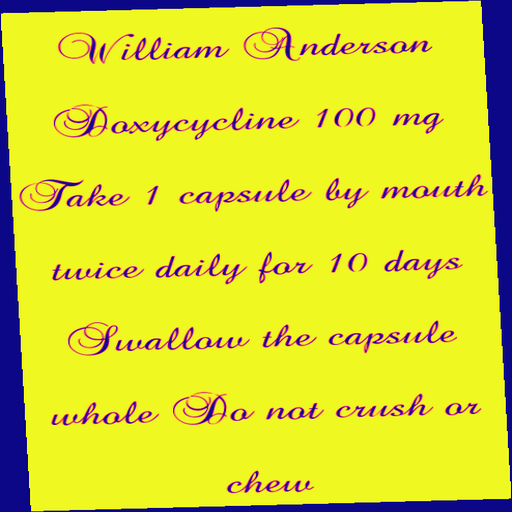 William Anderson
Doxycycline 100 mg
Take 1 capsule by mouth
twice daily for 10 days
Swallow the capsule
whole Do not crush or
chew